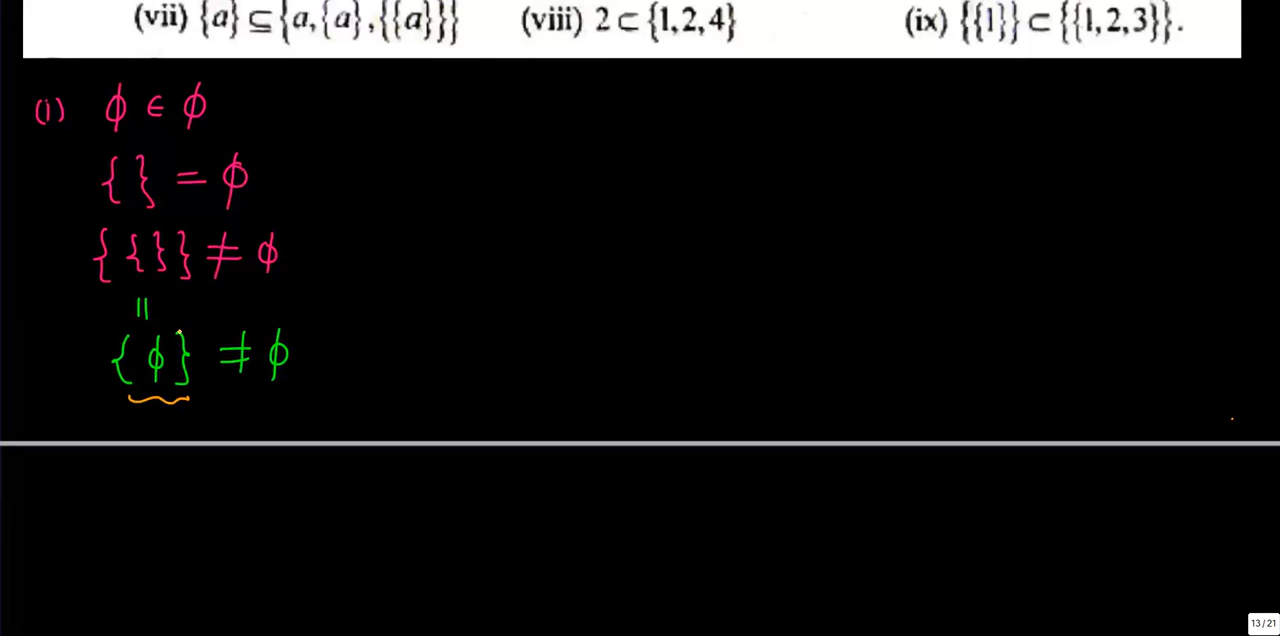 (vii) {a} ⊆ {a, {a}, {{a}}} (viii) 2 ⊂ {1, 2, 4} (ix) {{1}} ⊂ {{1, 2, 3}}.
(i) ϕ ∈ ϕ
{ } = ϕ
{ { } } ≠ ϕ
||
{ ϕ } ≠ ϕ
13/21